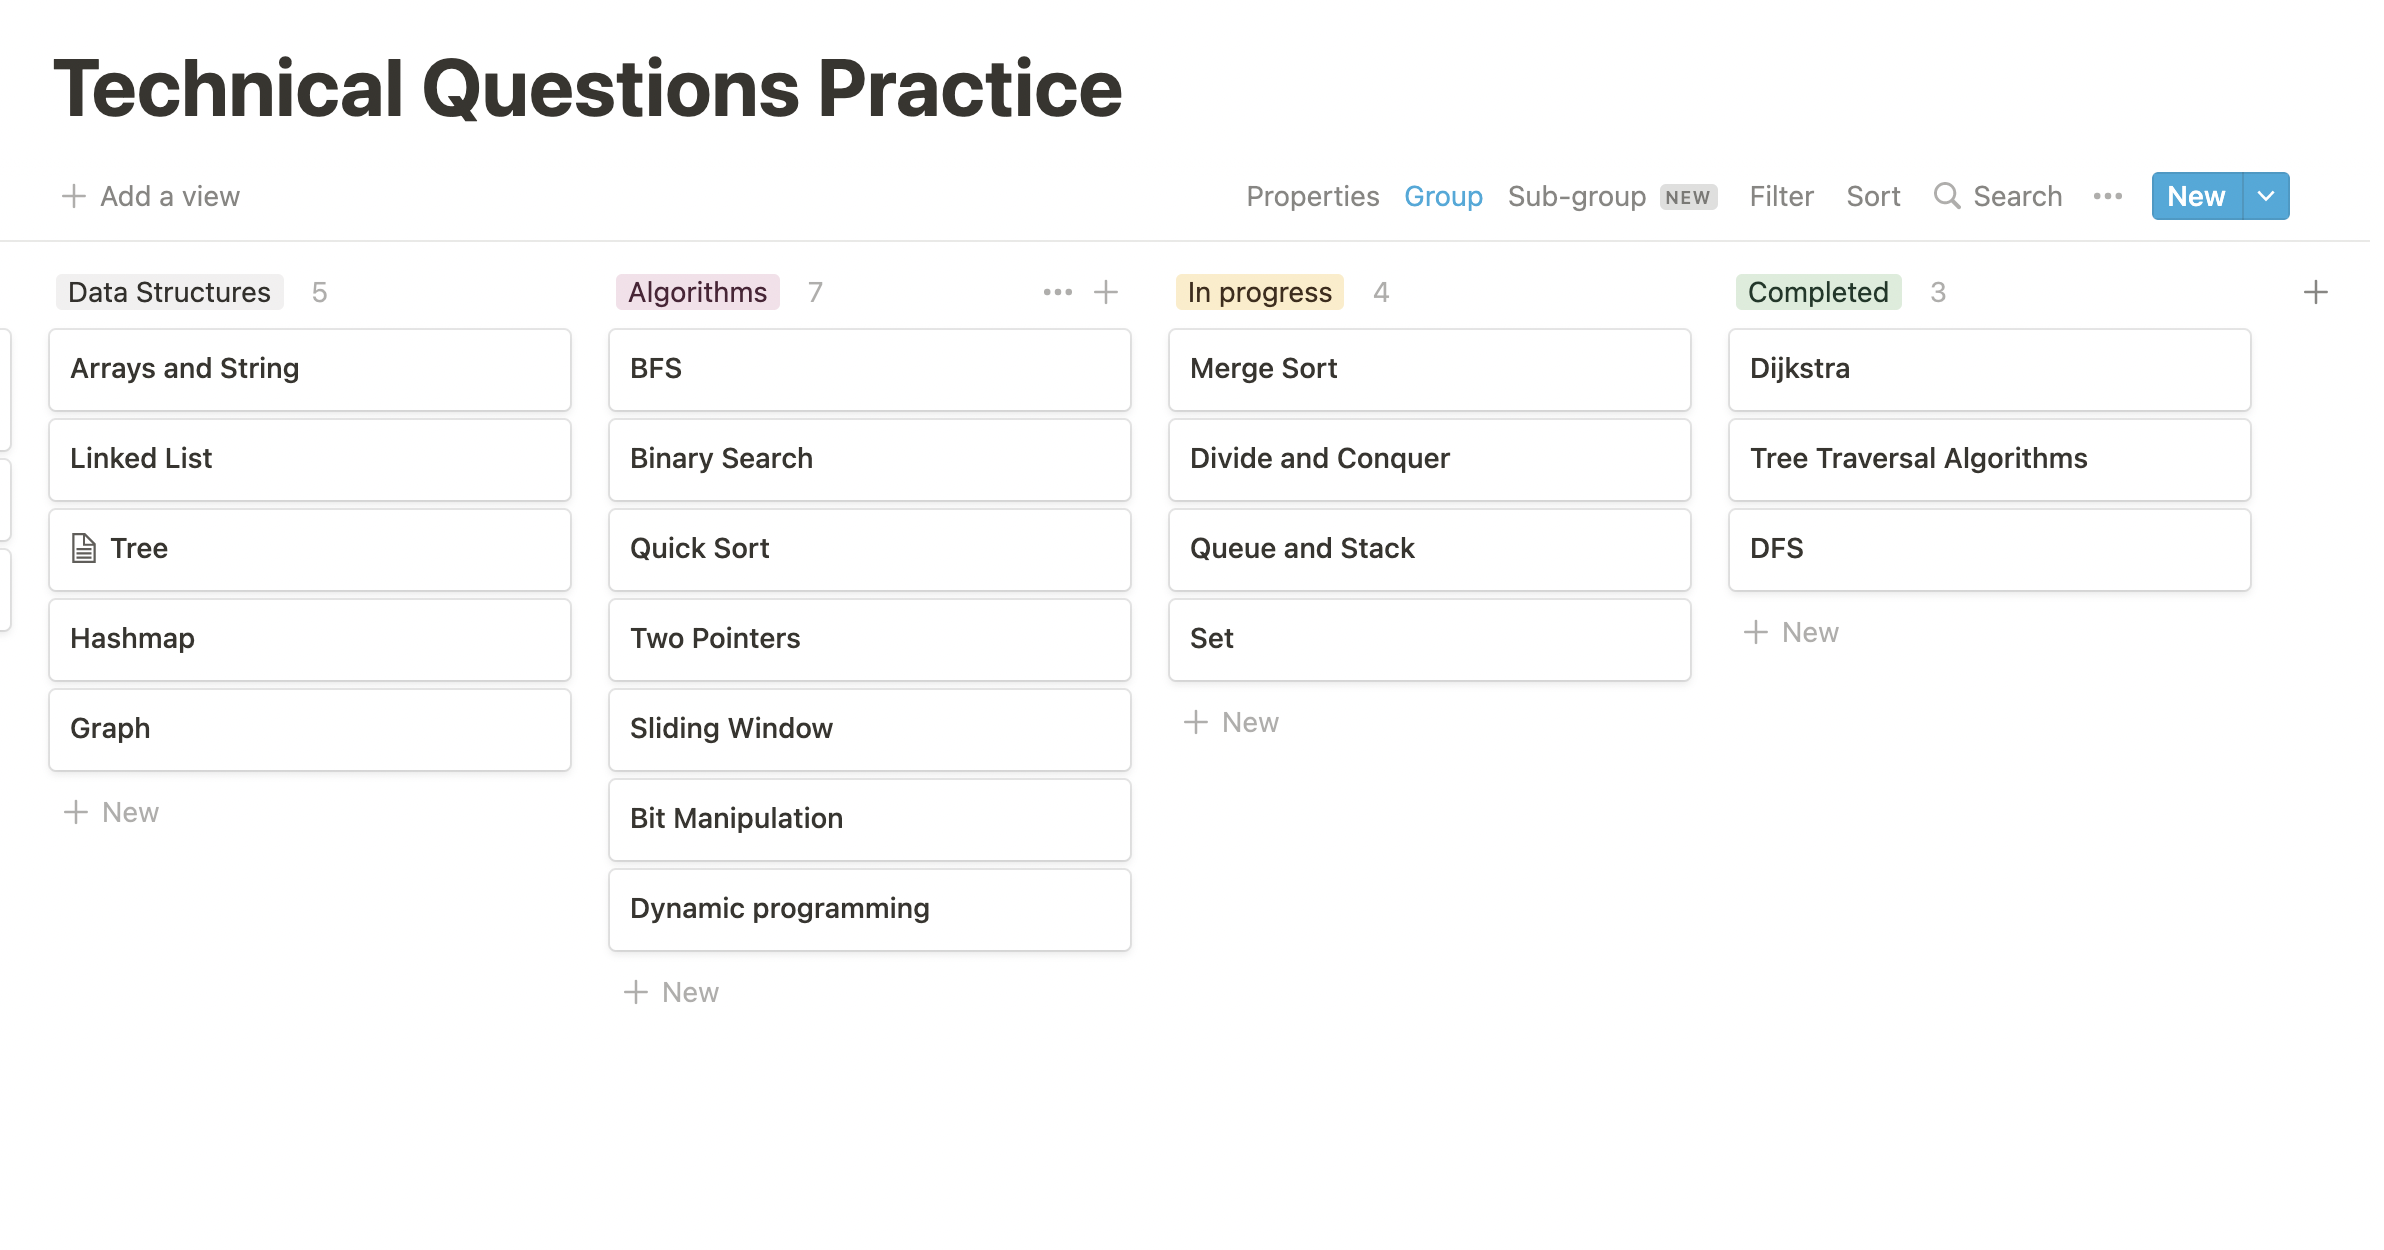 Technical Questions Practice
Add a view
Properties Group Sub-group NEW Filter Sort Search New
Data Structures 5
Arrays and String
Linked List
Tree
Hashmap
Graph
New
Algorithms 7
BFS
Binary Search
Quick Sort
Two Pointers
Sliding Window
Bit Manipulation
Dynamic programming
New
In progress 4
Merge Sort
Divide and Conquer
Queue and Stack
Set
New
Completed 3
Dijkstra
Tree Traversal Algorithms
DFS
New